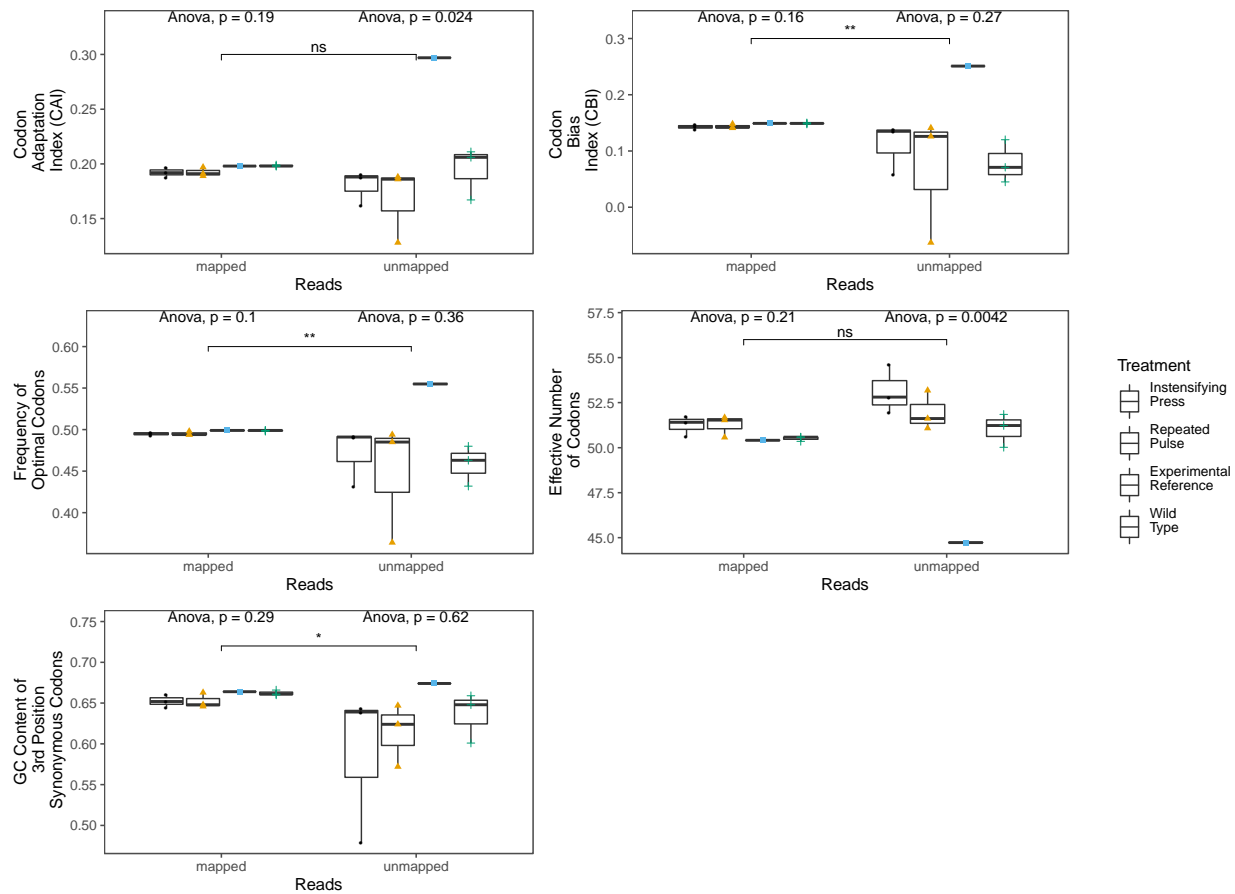 Anova, p = 0.19
Anova, p = 0.024
ns
0.30
0.25
0.20
0.15
Codon
Adaptation
Index (CAI)
mapped
unmapped
Reads
Anova, p = 0.16
Anova, p = 0.27
**
0.3
0.2
0.1
0.0
Codon
Bias
Index (CBI)
mapped
unmapped
Reads
Anova, p = 0.1
Anova, p = 0.36
**
0.60
0.55
0.50
0.45
0.40
Frequency of
Optimal Codons
mapped
unmapped
Reads
Anova, p = 0.21
Anova, p = 0.0042
ns
57.5
55.0
52.5
50.0
47.5
45.0
Effective Number
of Codons
mapped
unmapped
Reads
Treatment
Instensifying
Press
Repeated
Pulse
Experimental
Reference
Wild
Type
Anova, p = 0.29
Anova, p = 0.62
*
0.75
0.70
0.65
0.60
0.55
0.50
GC Content of
3rd Position
Synonymous Codons
mapped
unmapped
Reads